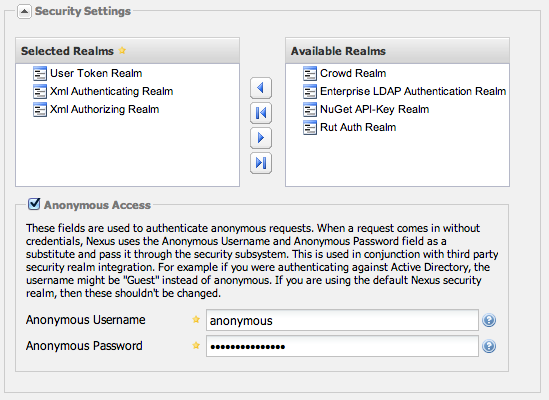 Security Settings
Selected Realms
Available Realms
User Token Realm
Xml Authenticating Realm
Xml Authorizing Realm
Crowd Realm
Enterprise LDAP Authentication Realm
NuGet API-Key Realm
Rut Auth Realm
Anonymous Access
These fields are used to authenticate anonymous requests. When a request comes in without
credentials, Nexus uses the Anonymous Username and Anonymous Password field as a
substitute and pass it through the security subsystem. This is used in conjunction with third party
security realm integration. For example if you were authenticating against Active Directory, the
username might be "Guest" instead of anonymous. If you are using the default Nexus security
realm, then these shouldn't be changed.
Anonymous Username anonymous
Anonymous Password •••••••••••••••